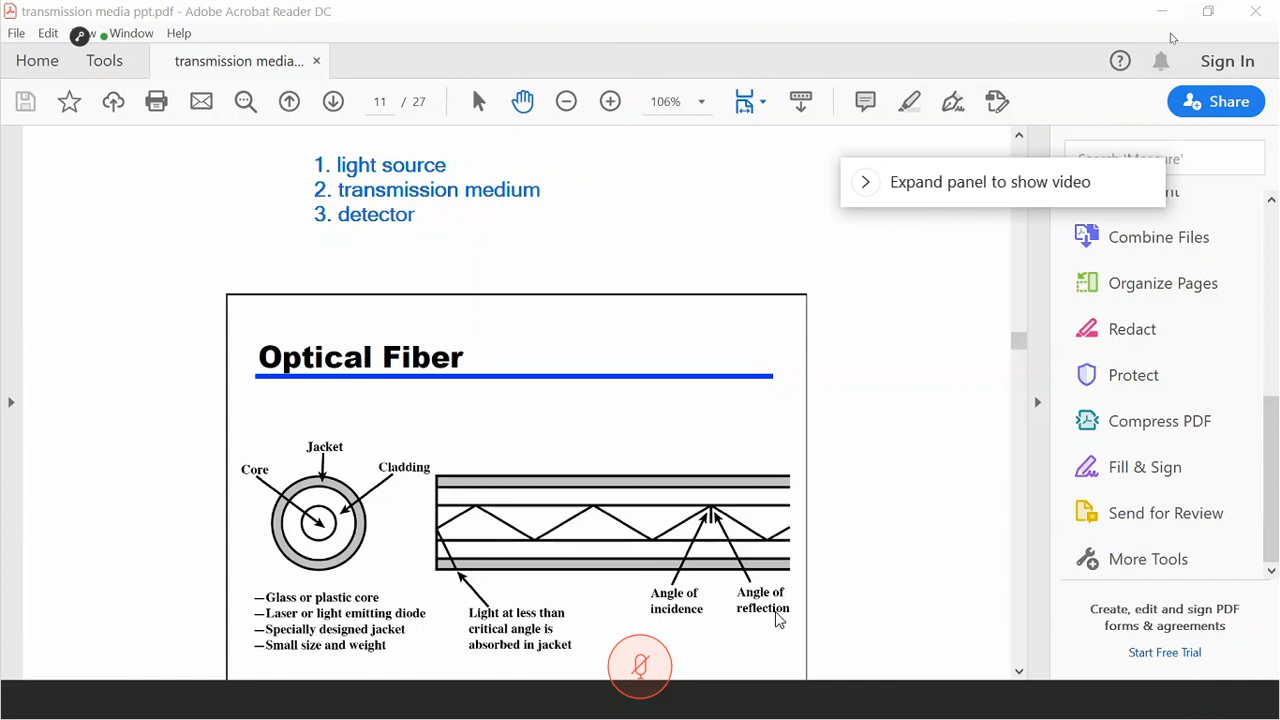 transmission media ppt.pdf - Adobe Acrobat Reader DC
File Edit Window Help
Home Tools transmission media... × Sign In
11 / 27 106% Share
1. light source
2. transmission medium
3. detector
Expand panel to show video
Optical Fiber
Jacket
Core
Cladding
—Glass or plastic core
—Laser or light emitting diode
—Specially designed jacket
—Small size and weight
Light at less than
critical angle is
absorbed in jacket
Angle of
incidence
Angle of
reflection
Combine Files
Organize Pages
Redact
Protect
Compress PDF
Fill & Sign
Send for Review
More Tools
Create, edit and sign PDF
forms & agreements
Start Free Trial